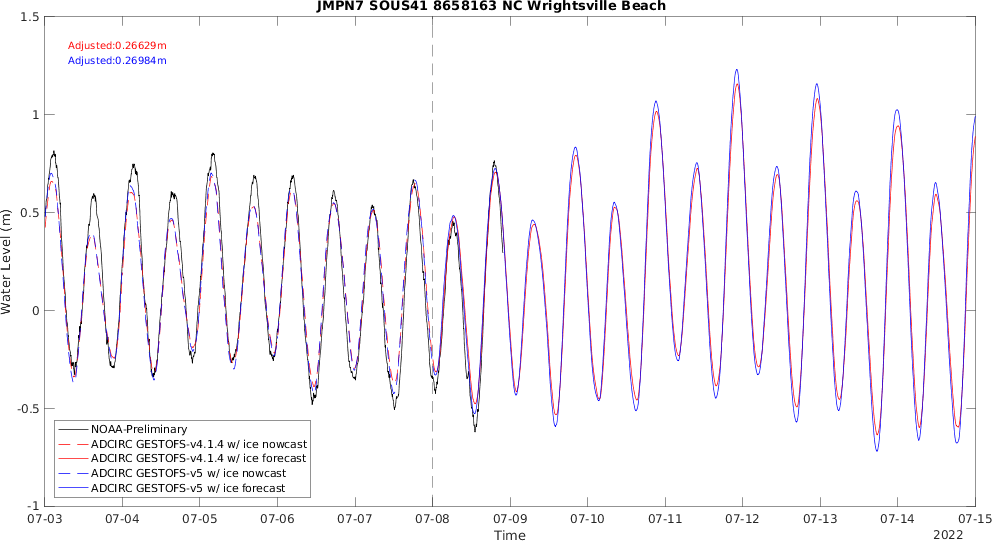 JMPN7 SOUS41 8658163 NC Wrightsville Beach
1.5
Adjusted:0.26629m
Adjusted:0.26984m
1
0.5
0
-0.5
-1
Water Level (m)
NOAA-Preliminary
ADCIRC GESTOFS-v4.1.4 w/ ice nowcast
ADCIRC GESTOFS-v4.1.4 w/ ice forecast
ADCIRC GESTOFS-v5 w/ ice nowcast
ADCIRC GESTOFS-v5 w/ ice forecast
07-03 07-04 07-05 07-06 07-07 07-08 07-09 07-10 07-11 07-12 07-13 07-14 07-15
Time
2022